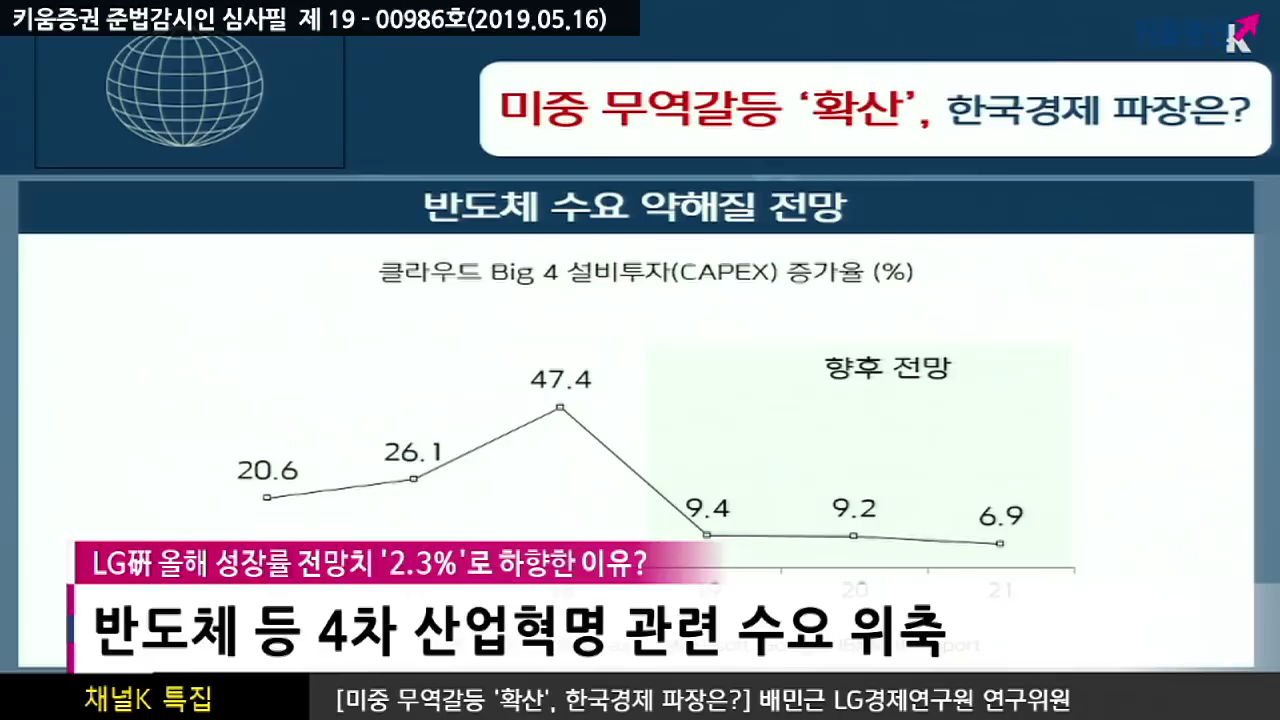 키움증권 준법감시인 심사필 제 19 - 00986호(2019.05.16)
K
미중 무역갈등 ‘확산’, 한국경제 파장은?
반도체 수요 약해질 전망
클라우드 Big 4 설비투자(CAPEX) 증가율 (%)
향후 전망
47.4
26.1
20.6
9.4
9.2
6.9
20
21
LG硏 올해 성장률 전망치 '2.3%'로 하향한 이유?
반도체 등 4차 산업혁명 관련 수요 위축
채널K 특집
[미중 무역갈등 '확산', 한국경제 파장은?] 배민근 LG경제연구원 연구위원